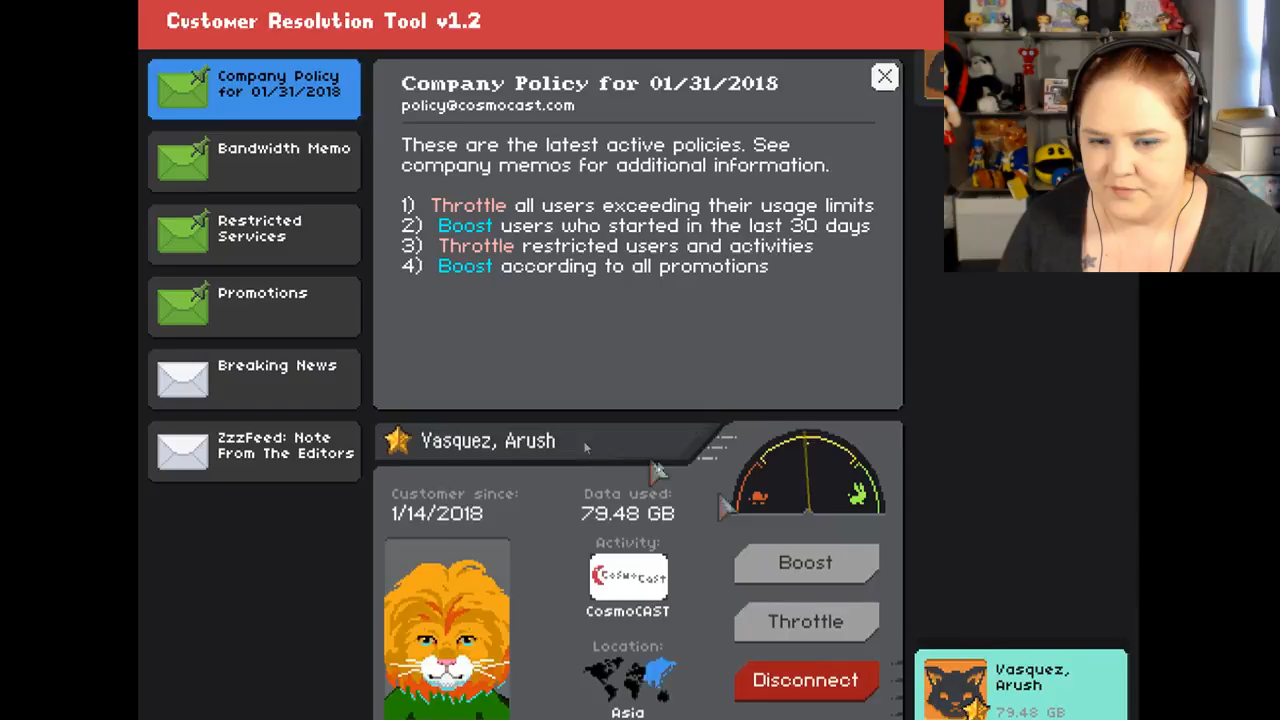 Customer Resolution Tool v1.2
Company Policy
for 01/31/2018
Bandwidth Memo
Restricted
Services
Promotions
Breaking News
ZzzFeed: Note
From The Editors
Company Policy for 01/31/2018
policy@cosmocast.com
These are the latest active policies. See
company memos for additional information.
1) Throttle all users exceeding their usage limits
2) Boost users who started in the last 30 days
3) Throttle restricted users and activities
4) Boost according to all promotions
Vasquez, Arush
Customer since:
1/14/2018
Data used:
79.48 GB
Activity:
CosmoCast
CosmoCAST
Location:
Asia
Boost
Throttle
Disconnect
Vasquez,
Arush
79.48 GB